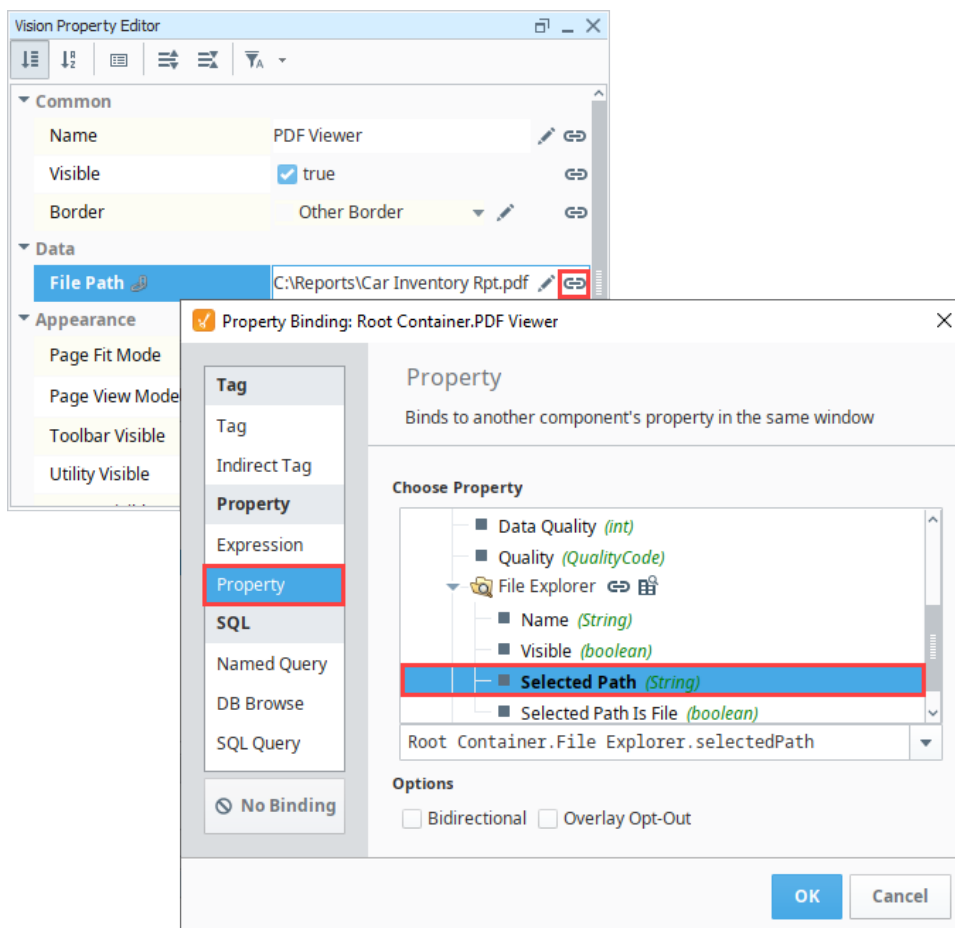 Vision Property Editor
Common
Name PDF Viewer
Visible true
Border Other Border
Data
File Path C:\Reports\Car Inventory Rpt.pdf
Appearance
Page Fit Mode
Page View Mode
Toolbar Visible
Utility Visible
Property Binding: Root Container.PDF Viewer
Tag
Tag
Indirect Tag
Property
Expression
Property
SQL
Named Query
DB Browse
SQL Query
No Binding
Property
Binds to another component's property in the same window
Choose Property
Data Quality (int)
Quality (QualityCode)
File Explorer
Name (String)
Visible (boolean)
Selected Path (String)
Selected Path Is File (boolean)
Root Container.File Explorer.selectedPath
Options
Bidirectional Overlay Opt-Out
OK Cancel